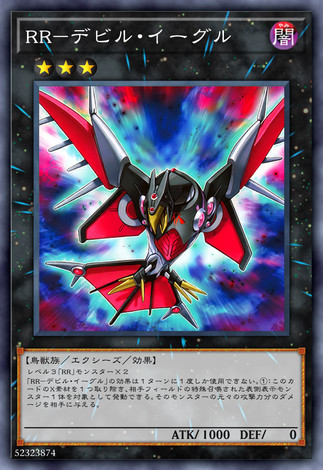 RR－デビル・イーグル
闇
やみ
【鳥獣族／エクシーズ／効果】
レベル３「RR」モンスター×２
「RR－デビル・イーグル」の効果は１ターンに１度しか使用できない。①：このカ
ードのX素材を１つ取り除き、相手フィールドの特殊召喚された表側表示モンス
ター１体を対象として発動できる。そのモンスターの元々の攻撃力分のダメ
ージを相手に与える。
ATK/ 1000 DEF/ 0
52323874